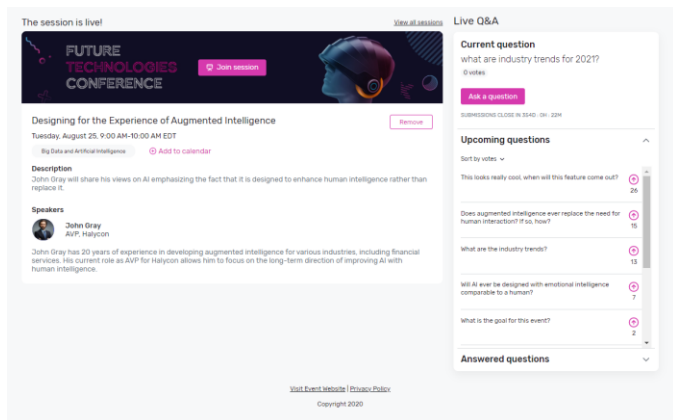 The session is live!
View all sessions
FUTURE
TECHNOLOGIES
CONFERENCE
Join session
Designing for the Experience of Augmented Intelligence
Remove
Tuesday, August 25, 9:00 AM-10:00 AM EDT
Big Data and Artificial Intelligence
Add to calendar
Description
John Gray will share his views on AI emphasizing the fact that it is designed to enhance human intelligence rather than
replace it.
Speakers
John Gray
AVP, Halycon
John Gray has 20 years of experience in developing augmented intelligence for various industries, including financial
services. His current role as AVP for Halycon allows him to focus on the long-term direction of improving AI with
human intelligence.
Live Q&A
Current question
what are industry trends for 2021?
0 votes
Ask a question
SUBMISSIONS CLOSE IN 354D : 0H : 22M
Upcoming questions
Sort by votes
This looks really cool, when will this feature come out?
26
Does augmented intelligence ever replace the need for
human interaction? If so, how?
15
What are the industry trends?
13
Will AI ever be designed with emotional intelligence
comparable to a human?
7
What is the goal for this event?
2
Answered questions
Visit Event Website | Privacy Policy
Copyright 2020